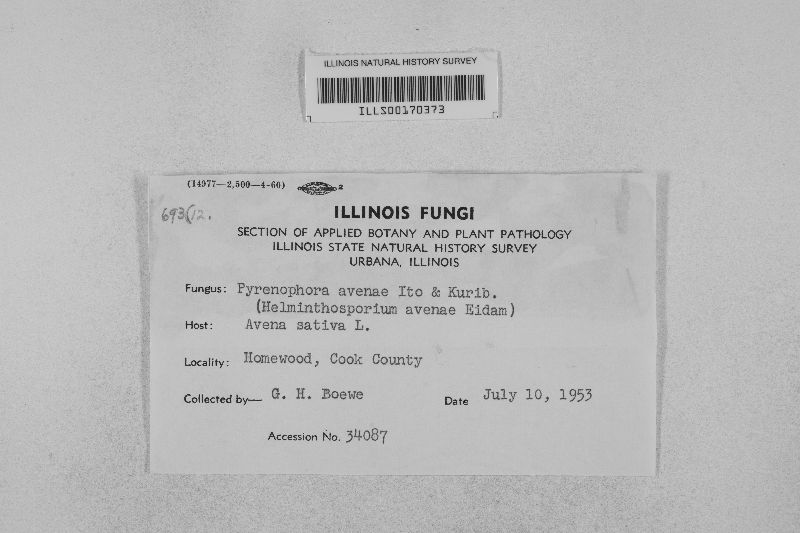 ILLINOIS NATURAL HISTORY SURVEY
ILLS00170373
(14977—2,500—4-60) 2
693(12.
ILLINOIS FUNGI
SECTION OF APPLIED BOTANY AND PLANT PATHOLOGY
ILLINOIS STATE NATURAL HISTORY SURVEY
URBANA, ILLINOIS
Fungus: Pyrenophora avenae Ito & Kurib.
(Helminthosporium avenae Eidam)
Host: Avena sativa L.
Locality: Homewood, Cook County
Collected by— G. H. Boewe Date July 10, 1953
Accession No. 34087